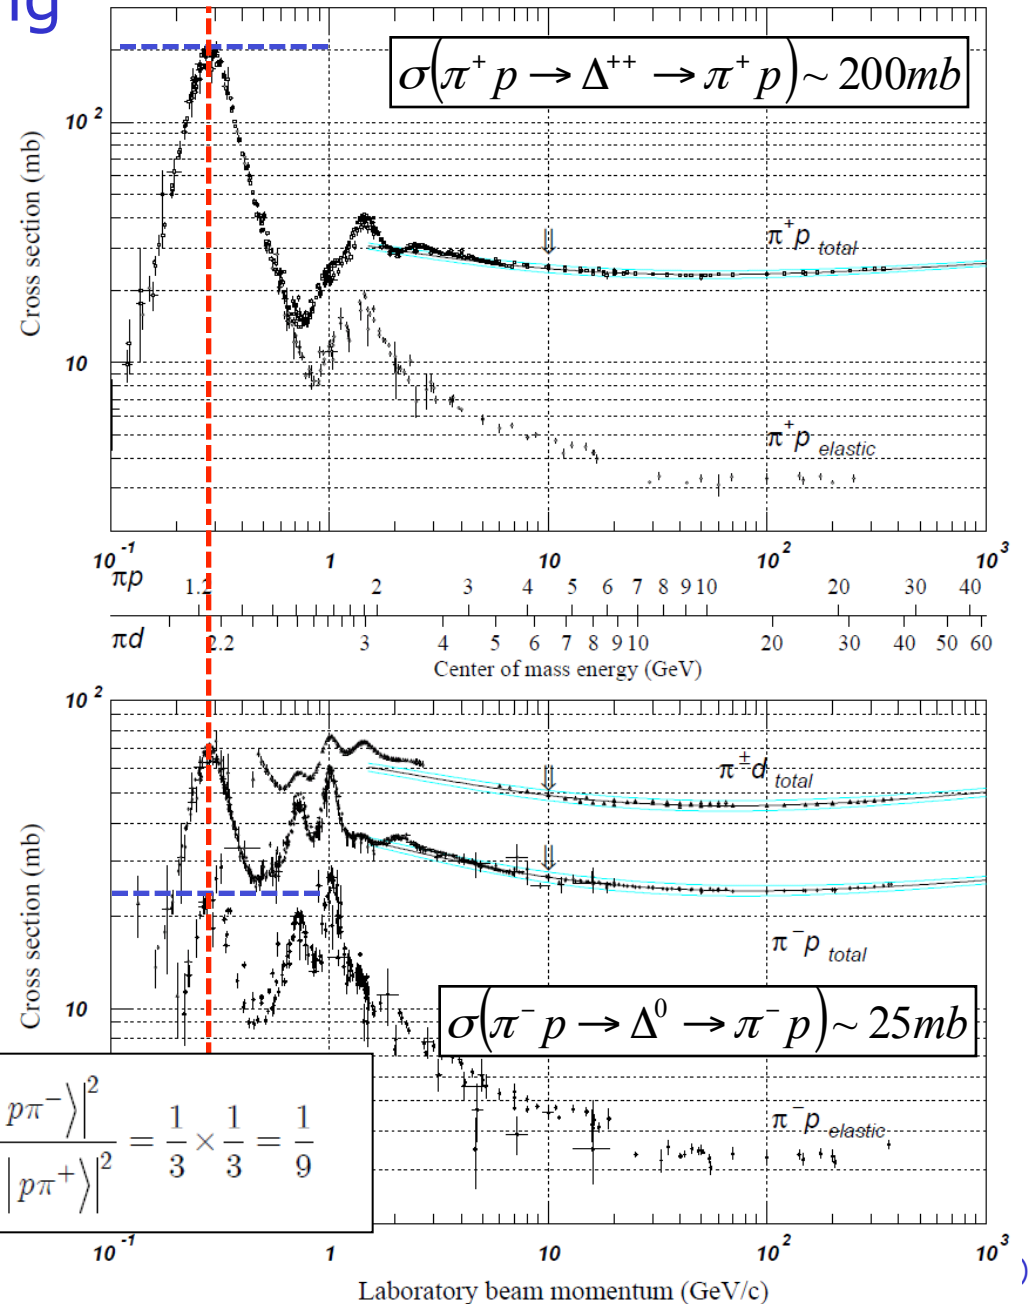 ng
σ(π⁺ p → Δ⁺⁺ → π⁺ p) ~ 200mb
Cross section (mb)
10²
10
π⁺p total
⇓
π⁺p elastic
10⁻¹ 1 10 10² 10³
πp 1.2 2 3 4 5 6 7 8 9 10 20 30 40
πd 2.2 3 4 5 6 7 8 9 10 20 30 40 50 60
Center of mass energy (GeV)
Cross section (mb)
10²
10
π±d total
⇓
⇓
π⁻p total
σ(π⁻ p → Δ⁰ → π⁻ p) ~ 25mb
π⁻p elastic
pπ⁻⟩|² / |pπ⁺⟩|² = 1/3 × 1/3 = 1/9
10⁻¹ 1 10 10² 10³
Laboratory beam momentum (GeV/c)
)